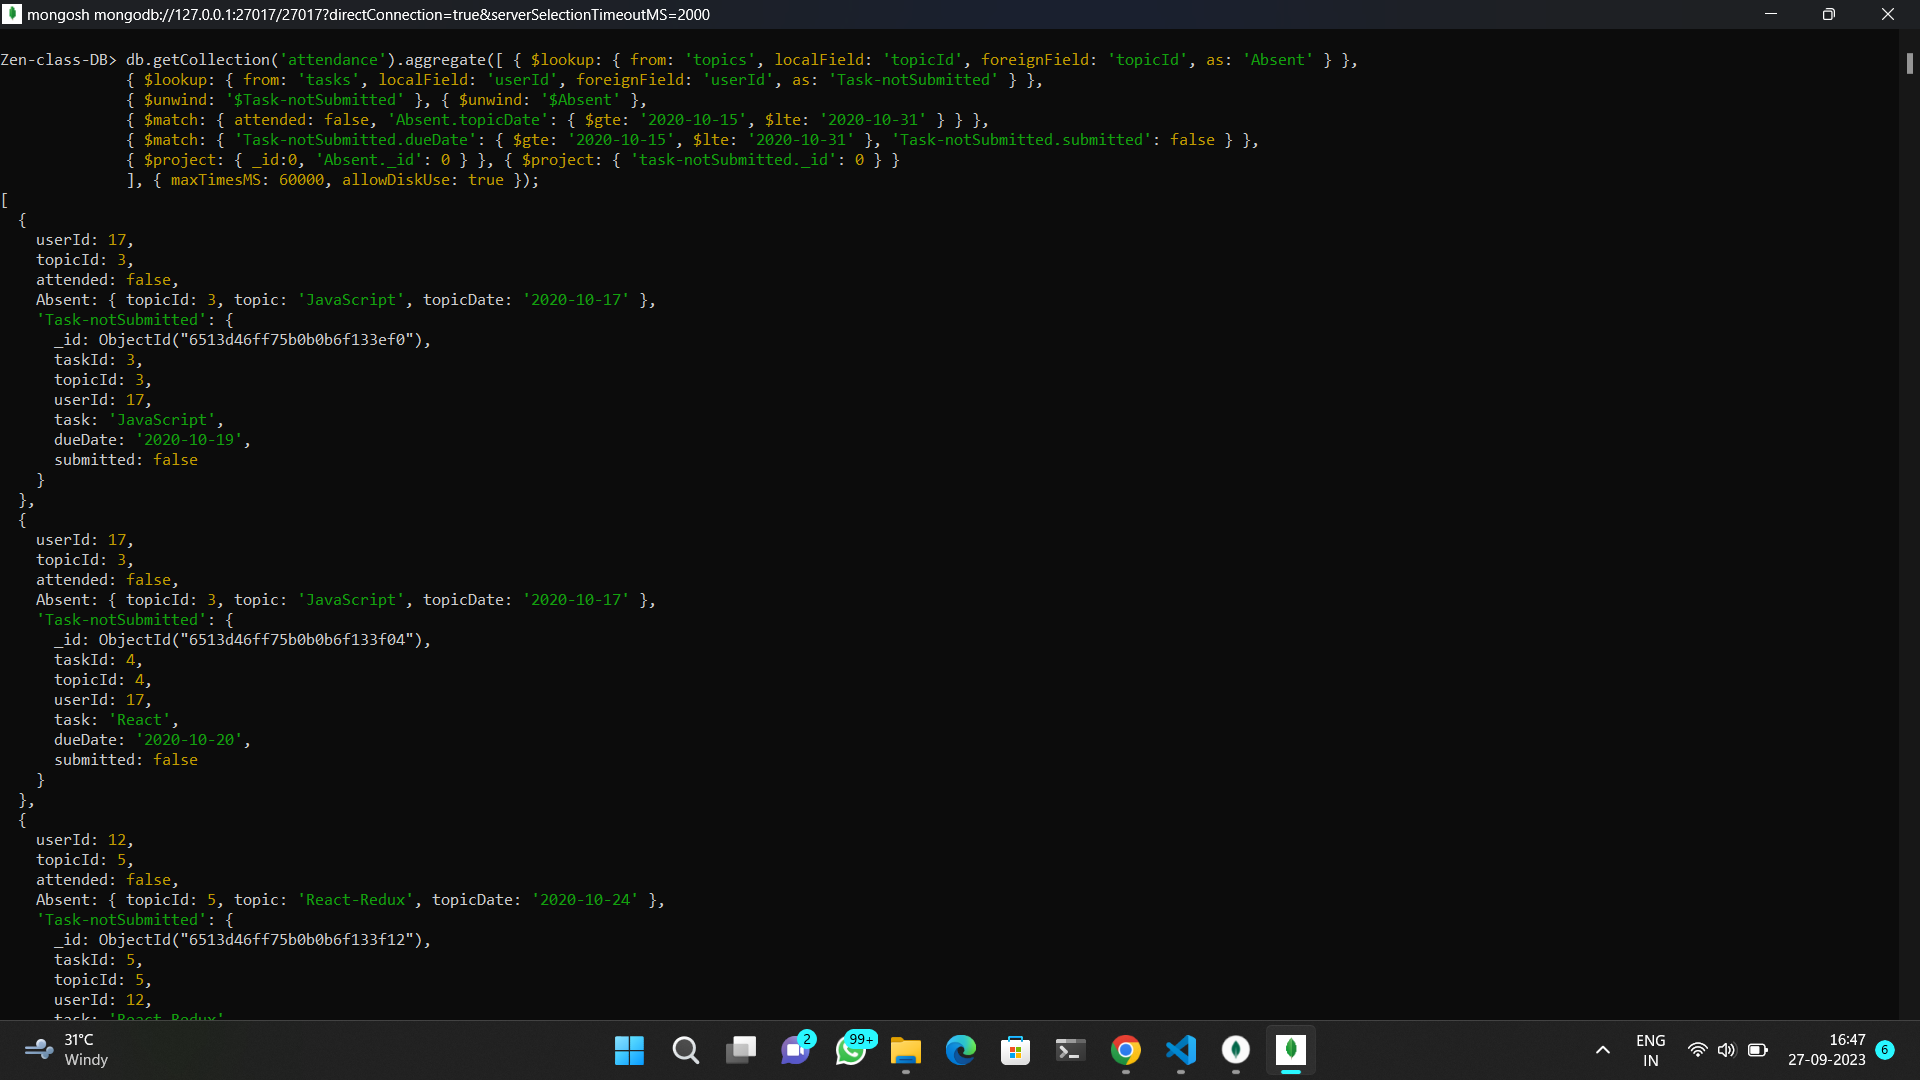 mongosh mongodb://127.0.0.1:27017/27017?directConnection=true&serverSelectionTimeoutMS=2000
Zen-class-DB> db.getCollection('attendance').aggregate([ { $lookup: { from: 'topics', localField: 'topicId', foreignField: 'topicId', as: 'Absent' } },
{ $lookup: { from: 'tasks', localField: 'userId', foreignField: 'userId', as: 'Task-notSubmitted' } },
{ $unwind: '$Task-notSubmitted' }, { $unwind: '$Absent' },
{ $match: { attended: false, 'Absent.topicDate': { $gte: '2020-10-15', $lte: '2020-10-31' } } },
{ $match: { 'Task-notSubmitted.dueDate': { $gte: '2020-10-15', $lte: '2020-10-31' }, 'Task-notSubmitted.submitted': false } },
{ $project: { _id:0, 'Absent._id': 0 } }, { $project: { 'task-notSubmitted._id': 0 } }
], { maxTimesMS: 60000, allowDiskUse: true });
[
{
userId: 17,
topicId: 3,
attended: false,
Absent: { topicId: 3, topic: 'JavaScript', topicDate: '2020-10-17' },
'Task-notSubmitted': {
_id: ObjectId("6513d46ff75b0b0b6f133ef0"),
taskId: 3,
topicId: 3,
userId: 17,
task: 'JavaScript',
dueDate: '2020-10-19',
submitted: false
}
},
{
userId: 17,
topicId: 3,
attended: false,
Absent: { topicId: 3, topic: 'JavaScript', topicDate: '2020-10-17' },
'Task-notSubmitted': {
_id: ObjectId("6513d46ff75b0b0b6f133f04"),
taskId: 4,
topicId: 4,
userId: 17,
task: 'React',
dueDate: '2020-10-20',
submitted: false
}
},
{
userId: 12,
topicId: 5,
attended: false,
Absent: { topicId: 5, topic: 'React-Redux', topicDate: '2020-10-24' },
'Task-notSubmitted': {
_id: ObjectId("6513d46ff75b0b0b6f133f12"),
taskId: 5,
topicId: 5,
userId: 12,
task: 'React-Redux'
31°C
Windy
2
99+
ENG
IN
16:47
27-09-2023
6